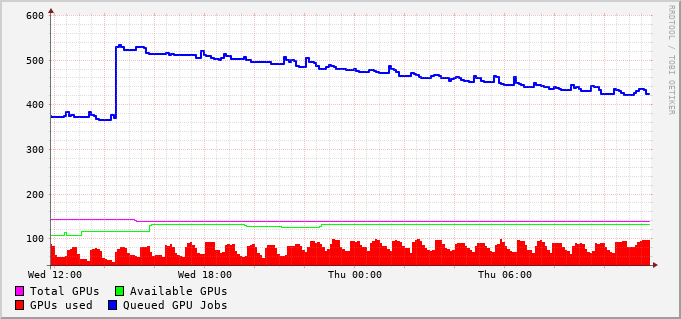 600
500
400
300
200
100
Wed 12:00 Wed 18:00 Thu 00:00 Thu 06:00
Total GPUs Available GPUs
GPUs used Queued GPU Jobs
RRDTOOL / TOBI OETIKER